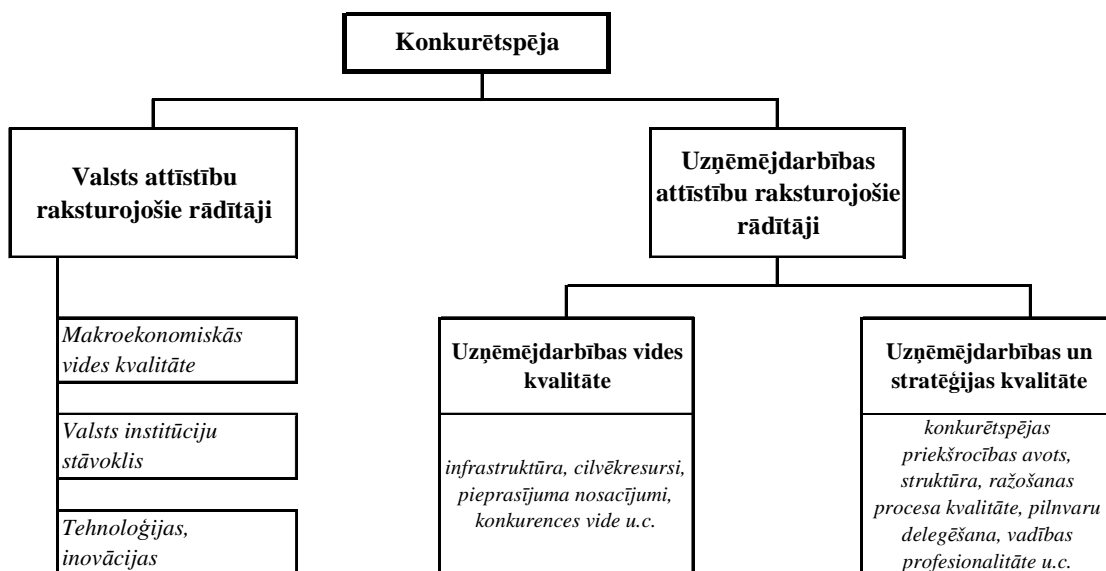 Konkurētspēja
Valsts attīstību
raksturojošie rādītāji
Uzņēmējdarbības
attīstību raksturojošie
rādītāji
Makroekonomiskās
vides kvalitāte
Valsts institūciju
stāvoklis
Tehnoloģijas,
inovācijas
Uzņēmējdarbības vides
kvalitāte
infrastruktūra, cilvēkresursi,
pieprasījuma nosacījumi,
konkurences vide u.c.
Uzņēmējdarbības un
stratēģijas kvalitāte
konkurētspējas
priekšrocības avots,
struktūra, ražošanas
procesa kvalitāte, pilnvaru
delegēšana, vadības
profesionalitāte u.c.